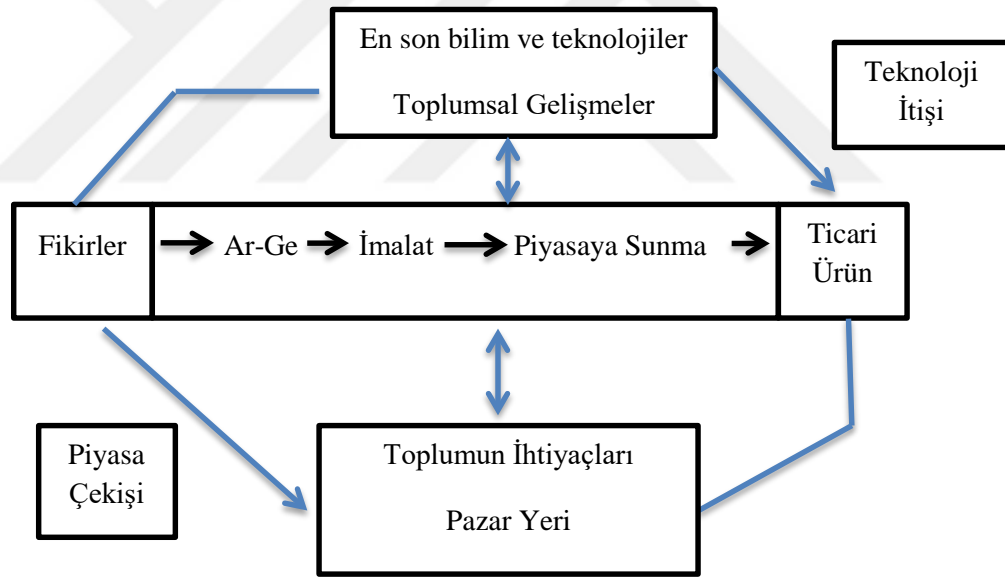 En son bilim ve teknolojiler
Toplumsal Gelişmeler
Teknoloji
İtişi
Fikirler
Ar-Ge
İmalat
Piyasaya Sunma
Ticari
Ürün
Piyasa
Çekişi
Toplumun İhtiyaçları
Pazar Yeri